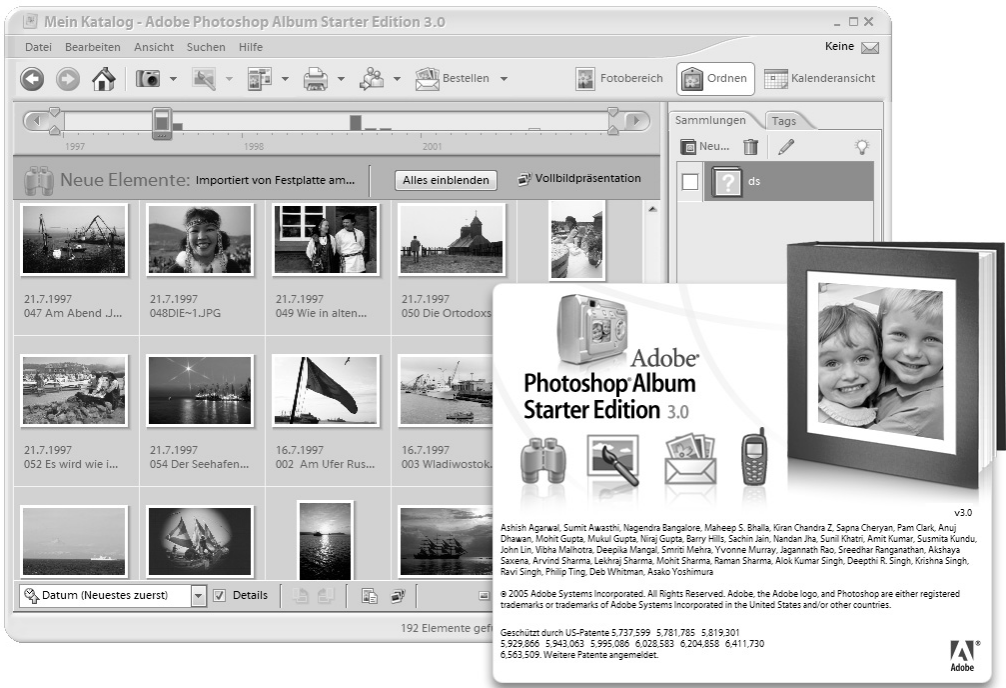 Mein Katalog - Adobe Photoshop Album Starter Edition 3.0
Datei Bearbeiten Ansicht Suchen Hilfe
Keine
Bestellen Fotobereich Ordnen Kalenderansicht
1997 1998 2001
Sammlungen Tags
Neu...
ds
Neue Elemente: Importiert von Festplatte am... Alles einblenden Vollbildpräsentation
21.7.1997 21.7.1997 21.7.1997 21.7.1997
047 Am Abend .J... 048DIE~1.JPG 049 Wie in alten... 050 Die Ortodoxs
21.7.1997 21.7.1997 16.7.1997 16.7.1997
052 Es wird wie i... 054 Der Seehafen... 002 Am Ufer Rus... 003 Wladiwostok.
Datum (Neuestes zuerst) Details
192 Elemente gef
Adobe®
Photoshop® Album
Starter Edition 3.0
v3.0
Ashish Agarwal, Sumit Awasthi, Nagendra Bangalore, Maheep S. Bhalla, Kiran Chandra Z, Sapna Cheryan, Pam Clark, Anuj
Dhawan, Mohit Gupta, Mukul Gupta, Niraj Gupta, Barry Hills, Sachin Jain, Nandan Jha, Sunil Khatri, Amit Kumar, Susmita Kundu,
John Lin, Vibha Malhotra, Deepika Mangal, Smriti Mehra, Yvonne Murray, Jagannath Rao, Sreedhar Ranganathan, Akshaya
Saxena, Arvind Sharma, Lekhraj Sharma, Mohit Sharma, Raman Sharma, Alok Kumar Singh, Deepthi R. Singh, Krishna Singh,
Ravi Singh, Philip Ting, Deb Whitman, Asako Yoshimura
© 2005 Adobe Systems Incorporated. All Rights Reserved. Adobe, the Adobe logo, and Photoshop are either registered
trademarks or trademarks of Adobe Systems Incorporated in the United States and/or other countries.
Geschützt durch US-Patente 5,737,599 5,781,785 5,819,301
5,929,866 5,943,063 5,995,086 6,028,583 6,204,858 6,411,730
6,563,509. Weitere Patente angemeldet.
Adobe